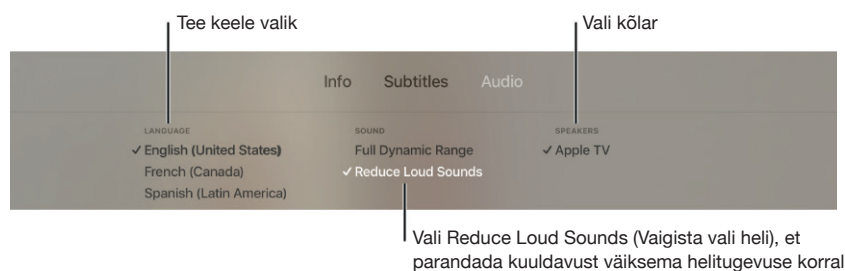 Tee keele valik
Vali kõlar
Info Subtitles Audio
LANGUAGE
✓ English (United States)
French (Canada)
Spanish (Latin America)
SOUND
Full Dynamic Range
✓ Reduce Loud Sounds
SPEAKERS
✓ Apple TV
Vali Reduce Loud Sounds (Vaigista vali heli), et
parandada kuuldavust väiksema helitugevuse korral